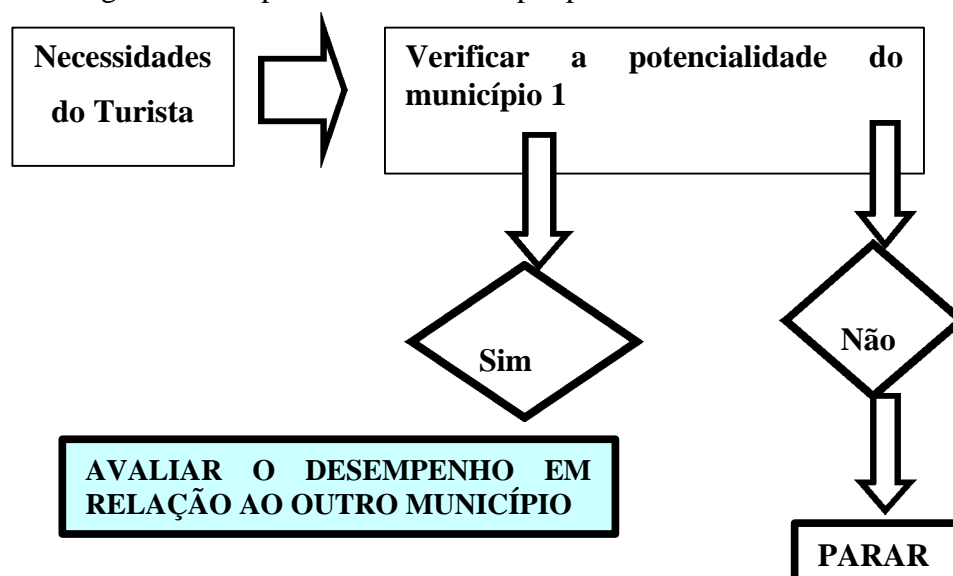 Necessidades
do Turista
Verificar a potencialidade do
município 1
Sim
Não
AVALIAR O DESEMPENHO EM
RELAÇÃO AO OUTRO MUNICÍPIO
PARAR